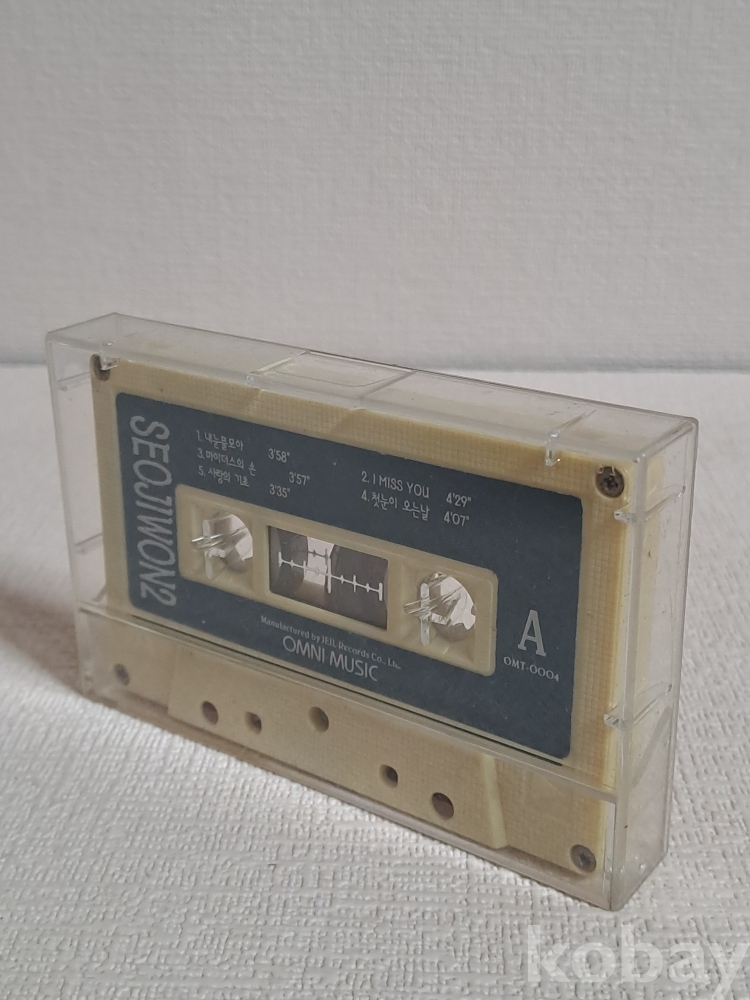 SEOJIWON2
1. 내눈물모아 3'58"
3. 마이더스의 손 3'57"
5. 사랑의 기초 3'35"
2. I MISS YOU 4'29"
4. 첫눈이 오는날 4'07"
Manufactured by JEIL Records Co., Ltd.
OMNI MUSIC
A
OMT-0004
kobay